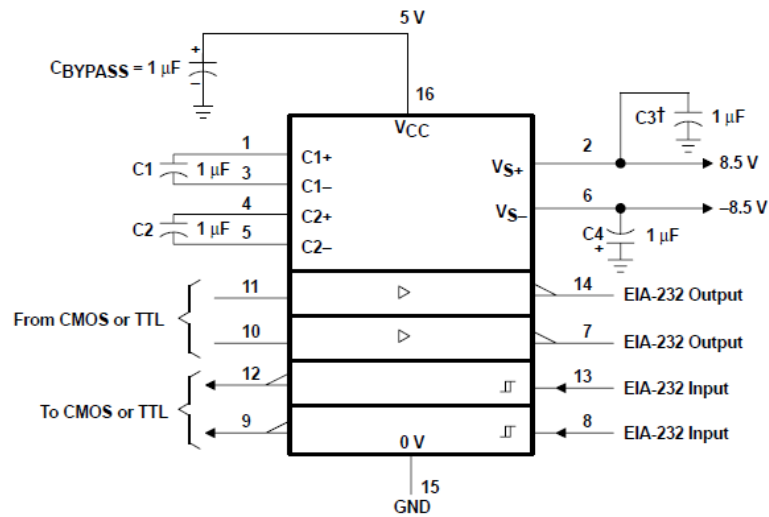 5 V
CBYPASS = 1 µF
+
−
16
VCC
C3†
1 µF
1
C1+
2
VS+
8.5 V
C1
1 µF
3
C1−
4
C2+
6
VS−
−8.5 V
C2
1 µF
5
C2−
C4
+
1 µF
From CMOS or TTL
11
14
EIA-232 Output
10
7
EIA-232 Output
To CMOS or TTL
12
13
EIA-232 Input
9
8
EIA-232 Input
0 V
15
GND